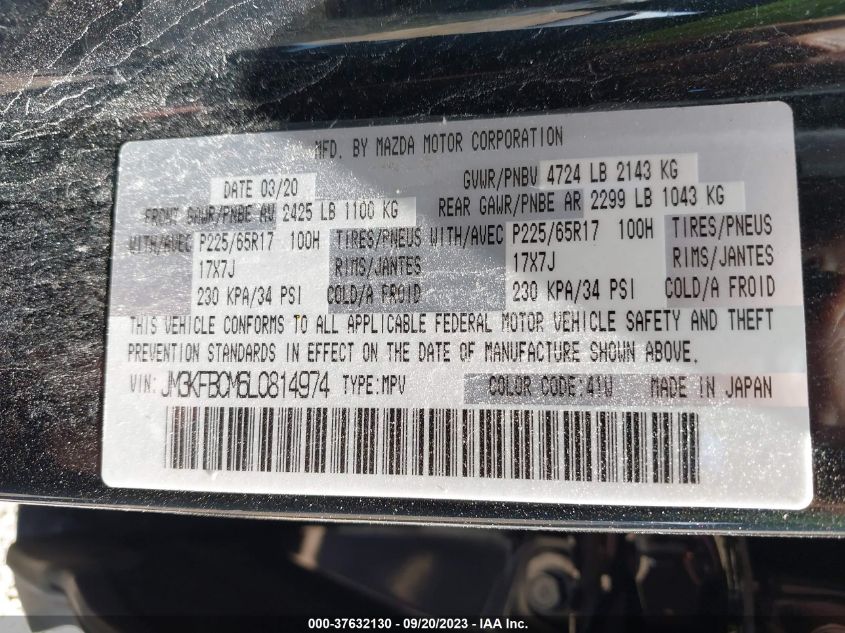 MFD. BY MAZDA MOTOR CORPORATION
DATE 03/20 GVWR/PNBV 4724 LB 2143 KG
FRONT GAWR/PNBE AV 2425 LB 1100 KG REAR GAWR/PNBE AR 2299 LB 1043 KG
WITH/AVEC P225/65R17 100H TIRES/PNEUS WITH/AVEC P225/65R17 100H TIRES/PNEUS
17X7J RIMS/JANTES 17X7J RIMS/JANTES
230 KPA/34 PSI COLD/A FROID 230 KPA/34 PSI COLD/A FROID
THIS VEHICLE CONFORMS TO ALL APPLICABLE FEDERAL MOTOR VEHICLE SAFETY AND THEFT
PREVENTION STANDARDS IN EFFECT ON THE DATE OF MANUFACTURE SHOWN ABOVE.
VIN: JM3KFBCM6L0814974 TYPE:MPV COLOR CODE:41W MADE IN JAPAN
000-37632130 - 09/20/2023 - IAA Inc.